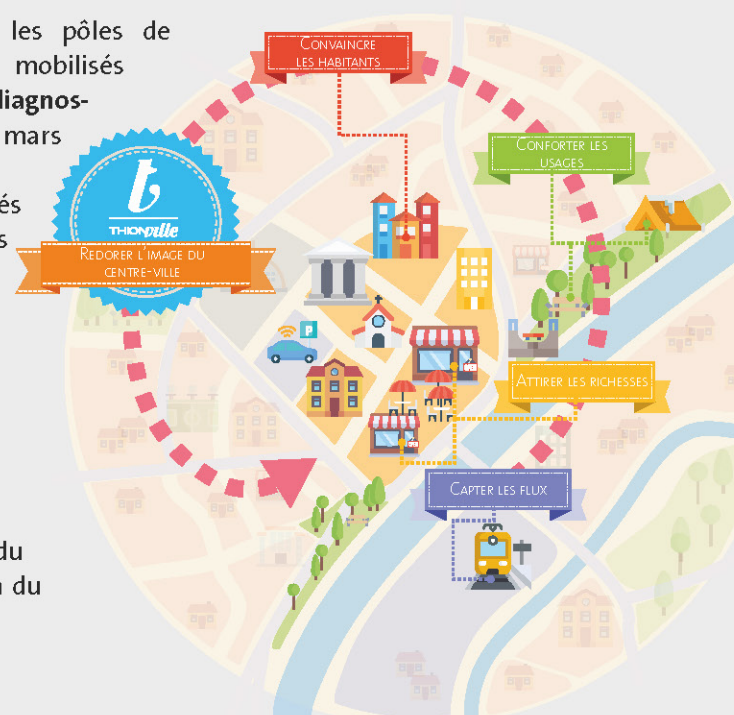 les pôles de
mobilisés
diagnos-
mars
és
s
du
du
CONVAINCRE
LES HABITANTS
CONFORTER LES
USAGES
t
THIONVILLE
REDORER L'IMAGE DU
CENTRE-VILLE
P
OPEN
ATTIRER LES RICHESSES
CAPTER LES FLUX